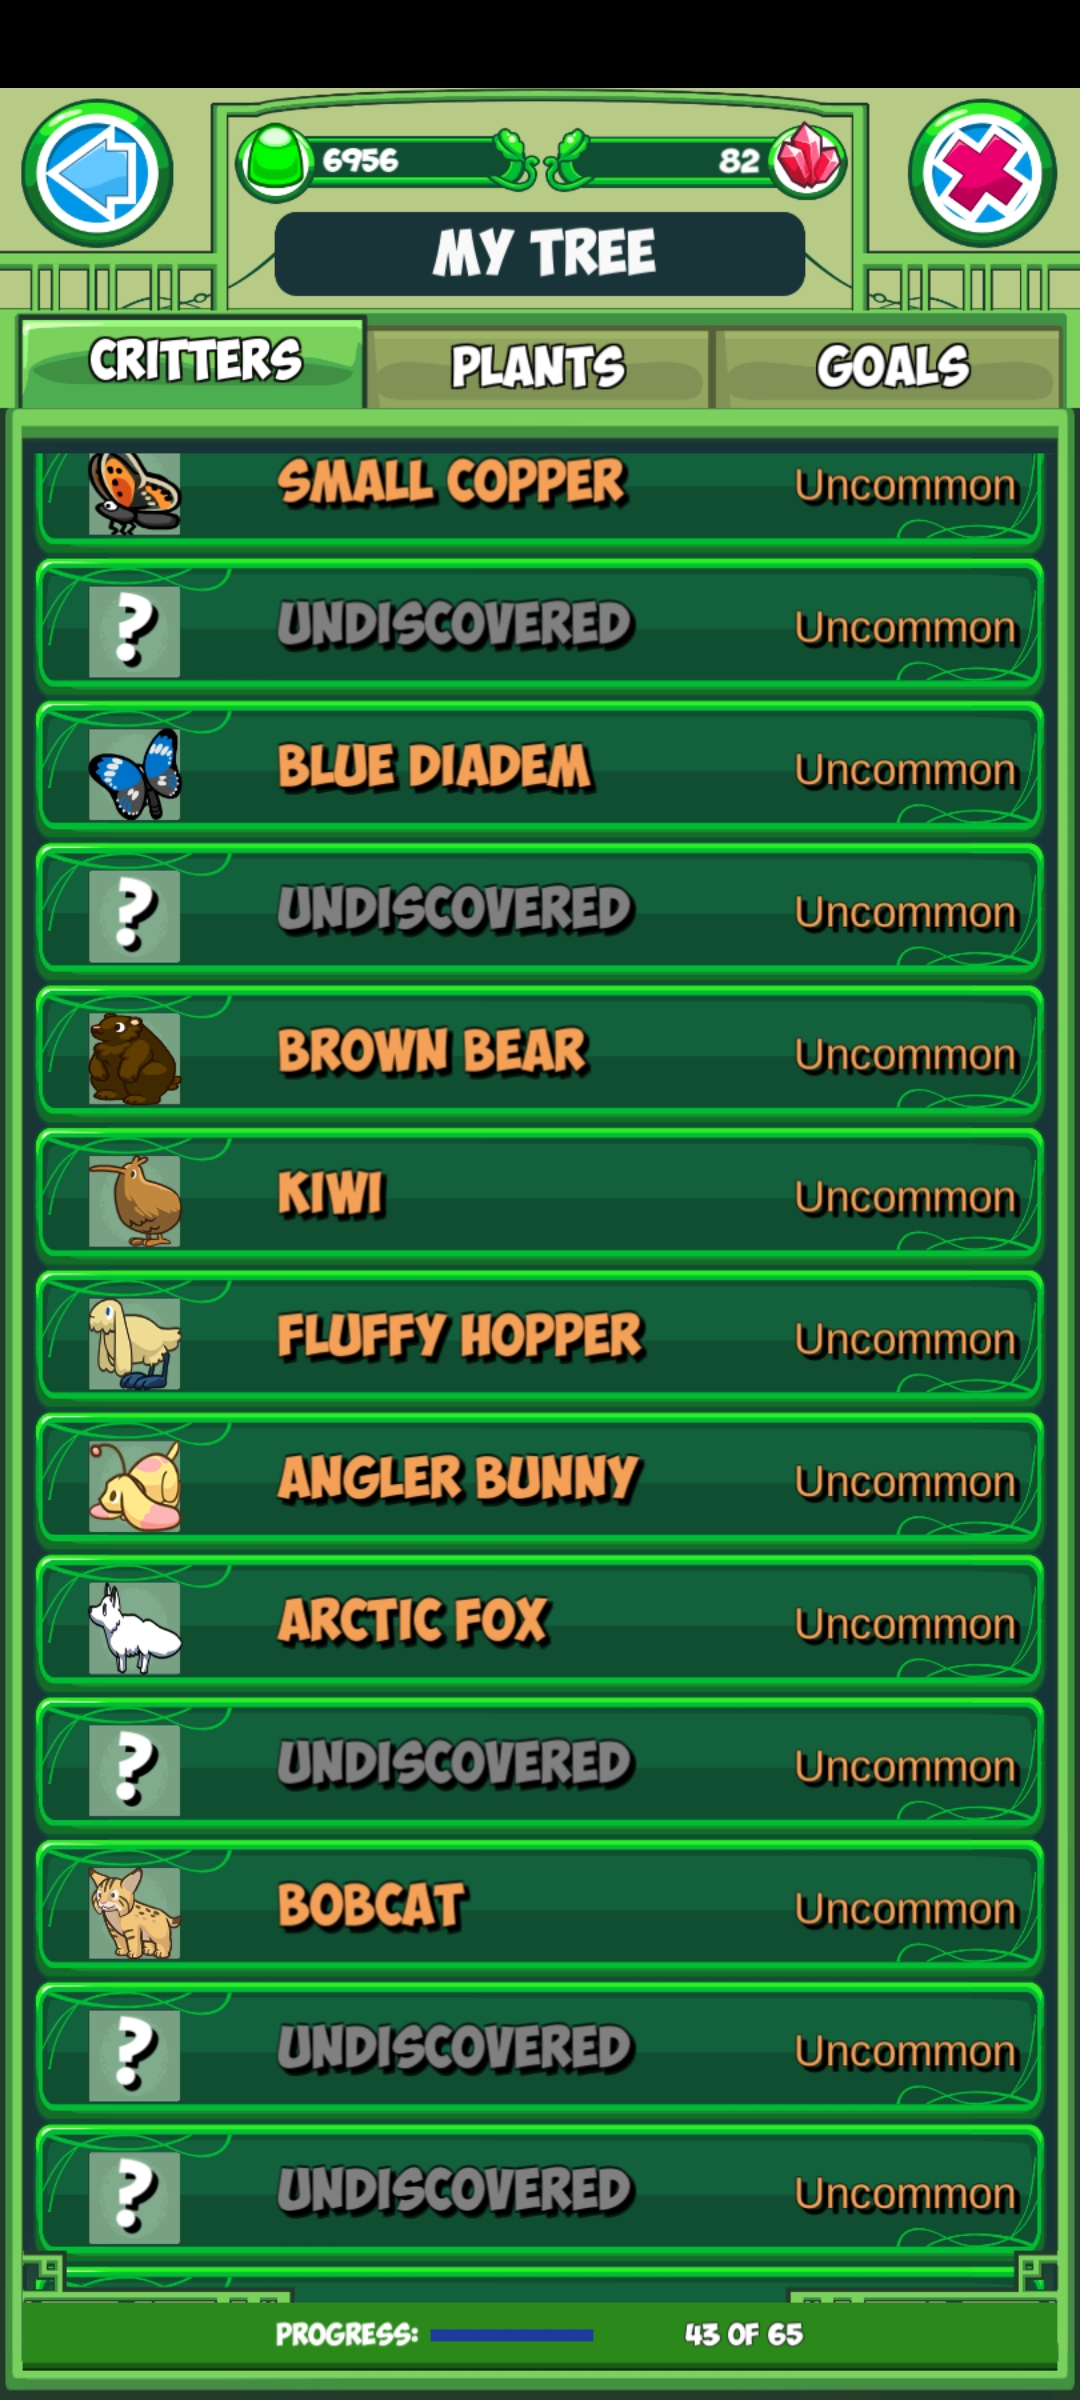 6956
82
MY TREE
CRITTERS
PLANTS
GOALS
SMALL COPPER
Uncommon
?
UNDISCOVERED
Uncommon
BLUE DIADEM
Uncommon
?
UNDISCOVERED
Uncommon
BROWN BEAR
Uncommon
KIWI
Uncommon
FLUFFY HOPPER
Uncommon
ANGLER BUNNY
Uncommon
ARCTIC FOX
Uncommon
?
UNDISCOVERED
Uncommon
BOBCAT
Uncommon
?
UNDISCOVERED
Uncommon
?
UNDISCOVERED
Uncommon
PROGRESS:
43 OF 65